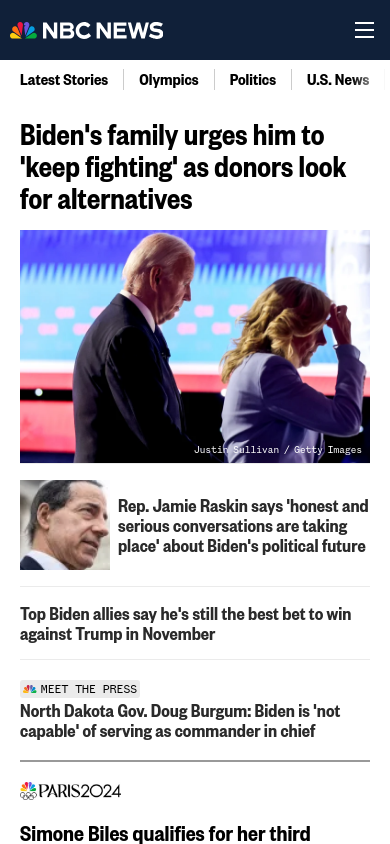 NBC NEWS
Latest Stories
Olympics
Politics
U.S. News
Biden's family urges him to
'keep fighting' as donors look
for alternatives
Justin Sullivan / Getty Images
Rep. Jamie Raskin says 'honest and
serious conversations are taking
place' about Biden's political future
Top Biden allies say he's still the best bet to win
against Trump in November
MEET THE PRESS
North Dakota Gov. Doug Burgum: Biden is 'not
capable' of serving as commander in chief
PARIS2024
Simone Biles qualifies for her third